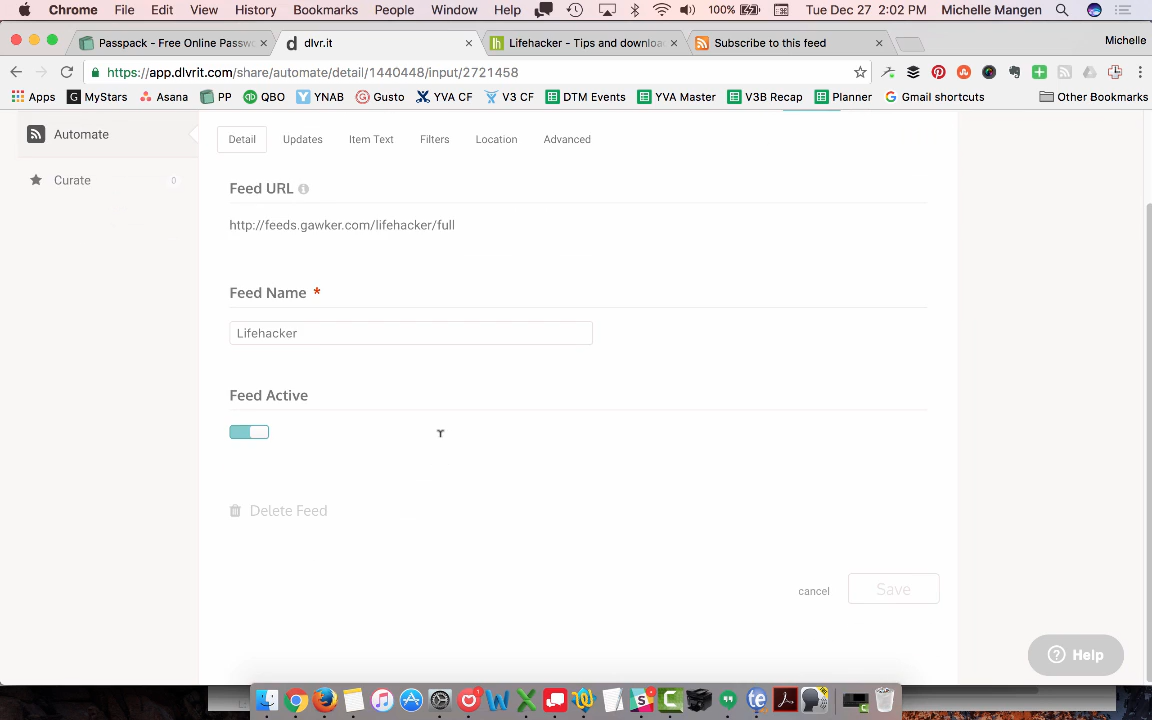 Chrome File Edit View History Bookmarks People Window Help 100% Tue Dec 27 2:02 PM Michelle Mangen
Passpack - Free Online Passwo
dlvr.it
Lifehacker - Tips and downloa
Subscribe to this feed
Michelle
https://app.dlvrit.com/share/automate/detail/1440448/input/2721458
Apps MyStars Asana PP QBO YNAB Gusto YVA CF V3 CF DTM Events YVA Master V3B Recap Planner Gmail shortcuts Other Bookmarks
Automate
Curate 0
Detail Updates Item Text Filters Location Advanced
Feed URL
http://feeds.gawker.com/lifehacker/full
Feed Name *
Lifehacker
Feed Active
Delete Feed
cancel Save
Help